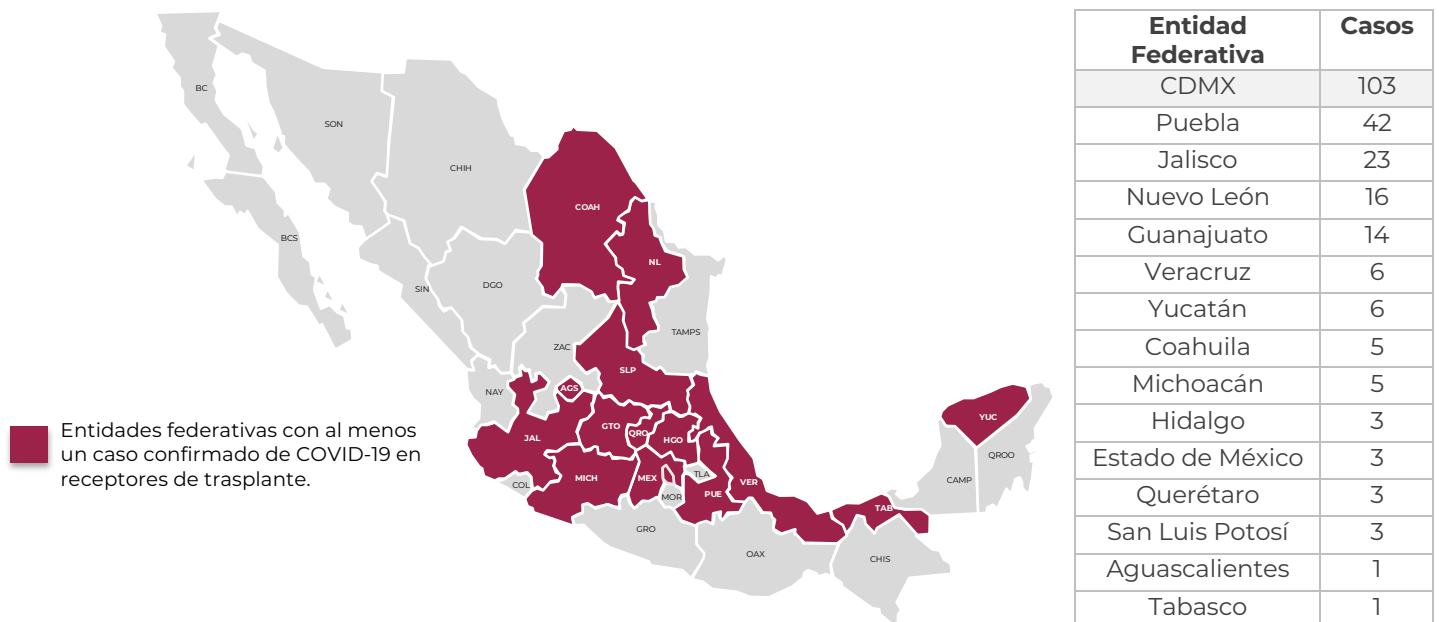 BC
SON
CHIH
COAH
BCS
NL
SIN
DGO
TAMPS
ZAC
SLP
NAY
AGS
JAL
GTO
QRO
HGO
COL
MICH
MEX
TLA
MOR
PUE
VER
GRO
OAX
TAB
CHIS
YUC
QROO
CAMP
Entidades federativas con al menos
un caso confirmado de COVID-19 en
receptores de trasplante.
Entidad Casos
Federativa
CDMX 103
Puebla 42
Jalisco 23
Nuevo León 16
Guanajuato 14
Veracruz 6
Yucatán 6
Coahuila 5
Michoacán 5
Hidalgo 3
Estado de México 3
Querétaro 3
San Luis Potosí 3
Aguascalientes 1
Tabasco 1